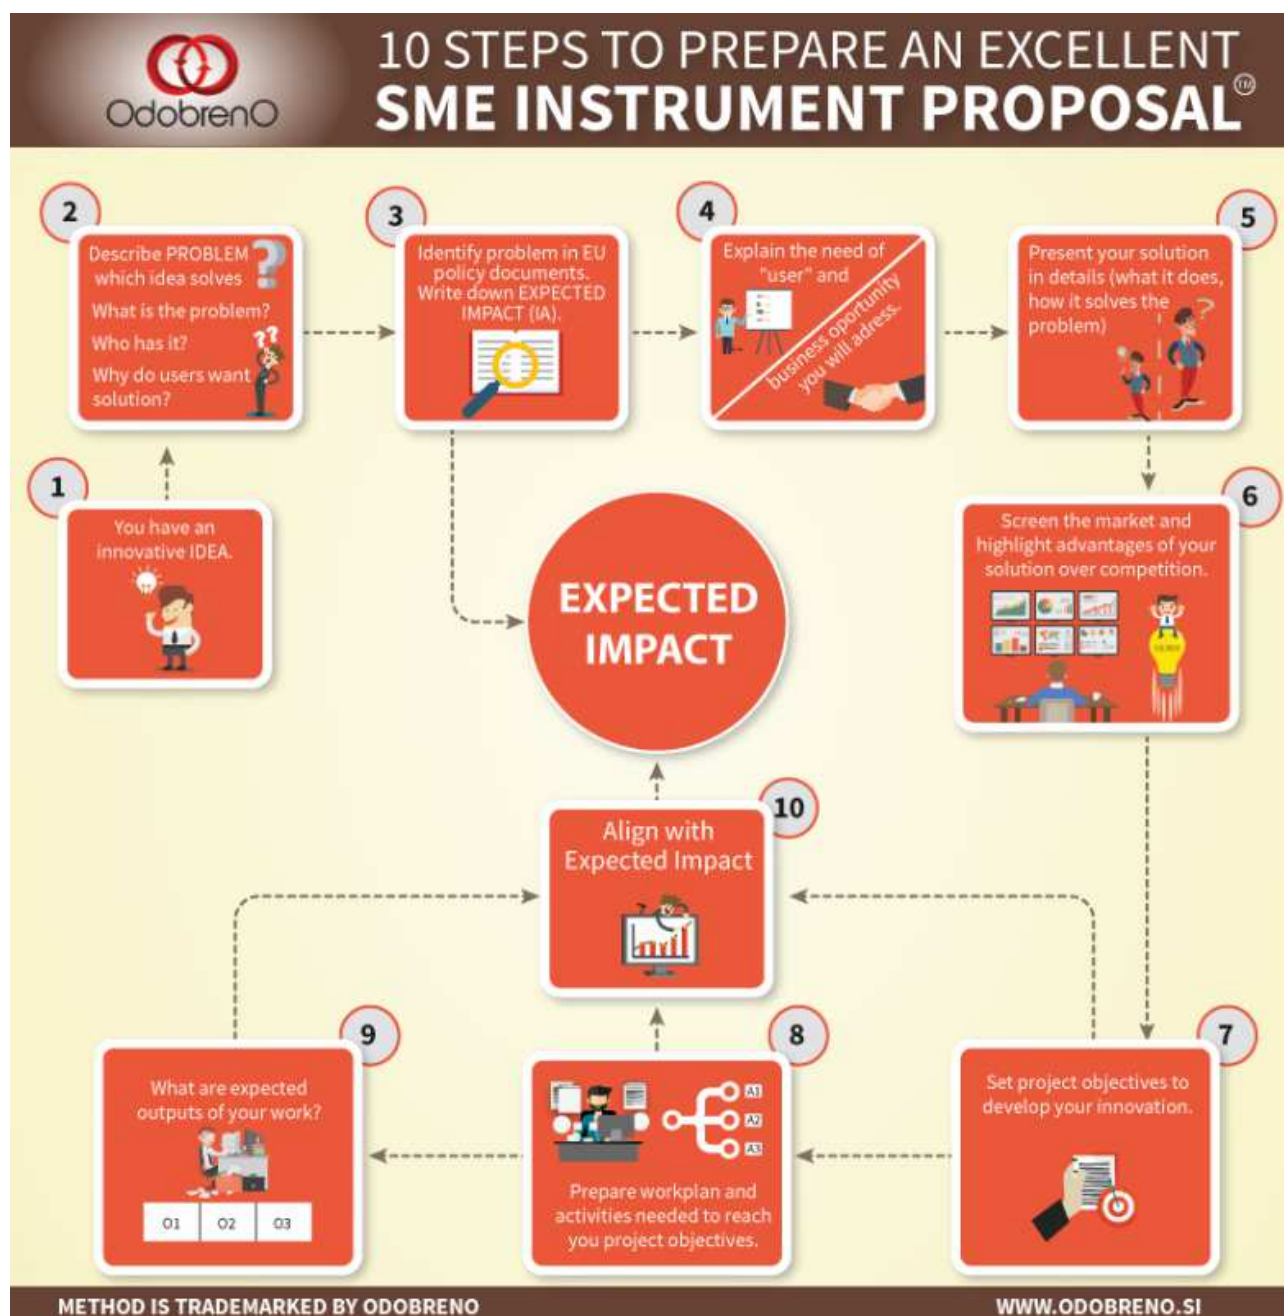 OdobrenO
10 STEPS TO PREPARE AN EXCELLENT
SME INSTRUMENT PROPOSAL™
1
You have an
innovative IDEA.
2
Describe PROBLEM
which idea solves
What is the problem?
Who has it?
Why do users want
solution?
3
Identify problem in EU
policy documents.
Write down EXPECTED
IMPACT (IA).
4
Explain the need of
"user" and
business oportunity
you will adress.
5
Present your solution
in details (what it does,
how it solves the
problem)
6
Screen the market and
highlight advantages of your
solution over competition.
EXPECTED
IMPACT
7
Set project objectives to
develop your innovation.
8
A1
A2
A3
Prepare workplan and
activities needed to reach
you project objectives.
9
What are expected
outputs of your work?
O1 O2 O3
10
Align with
Expected Impact
METHOD IS TRADEMARKED BY ODOBRENO
WWW.ODOBRENO.SI